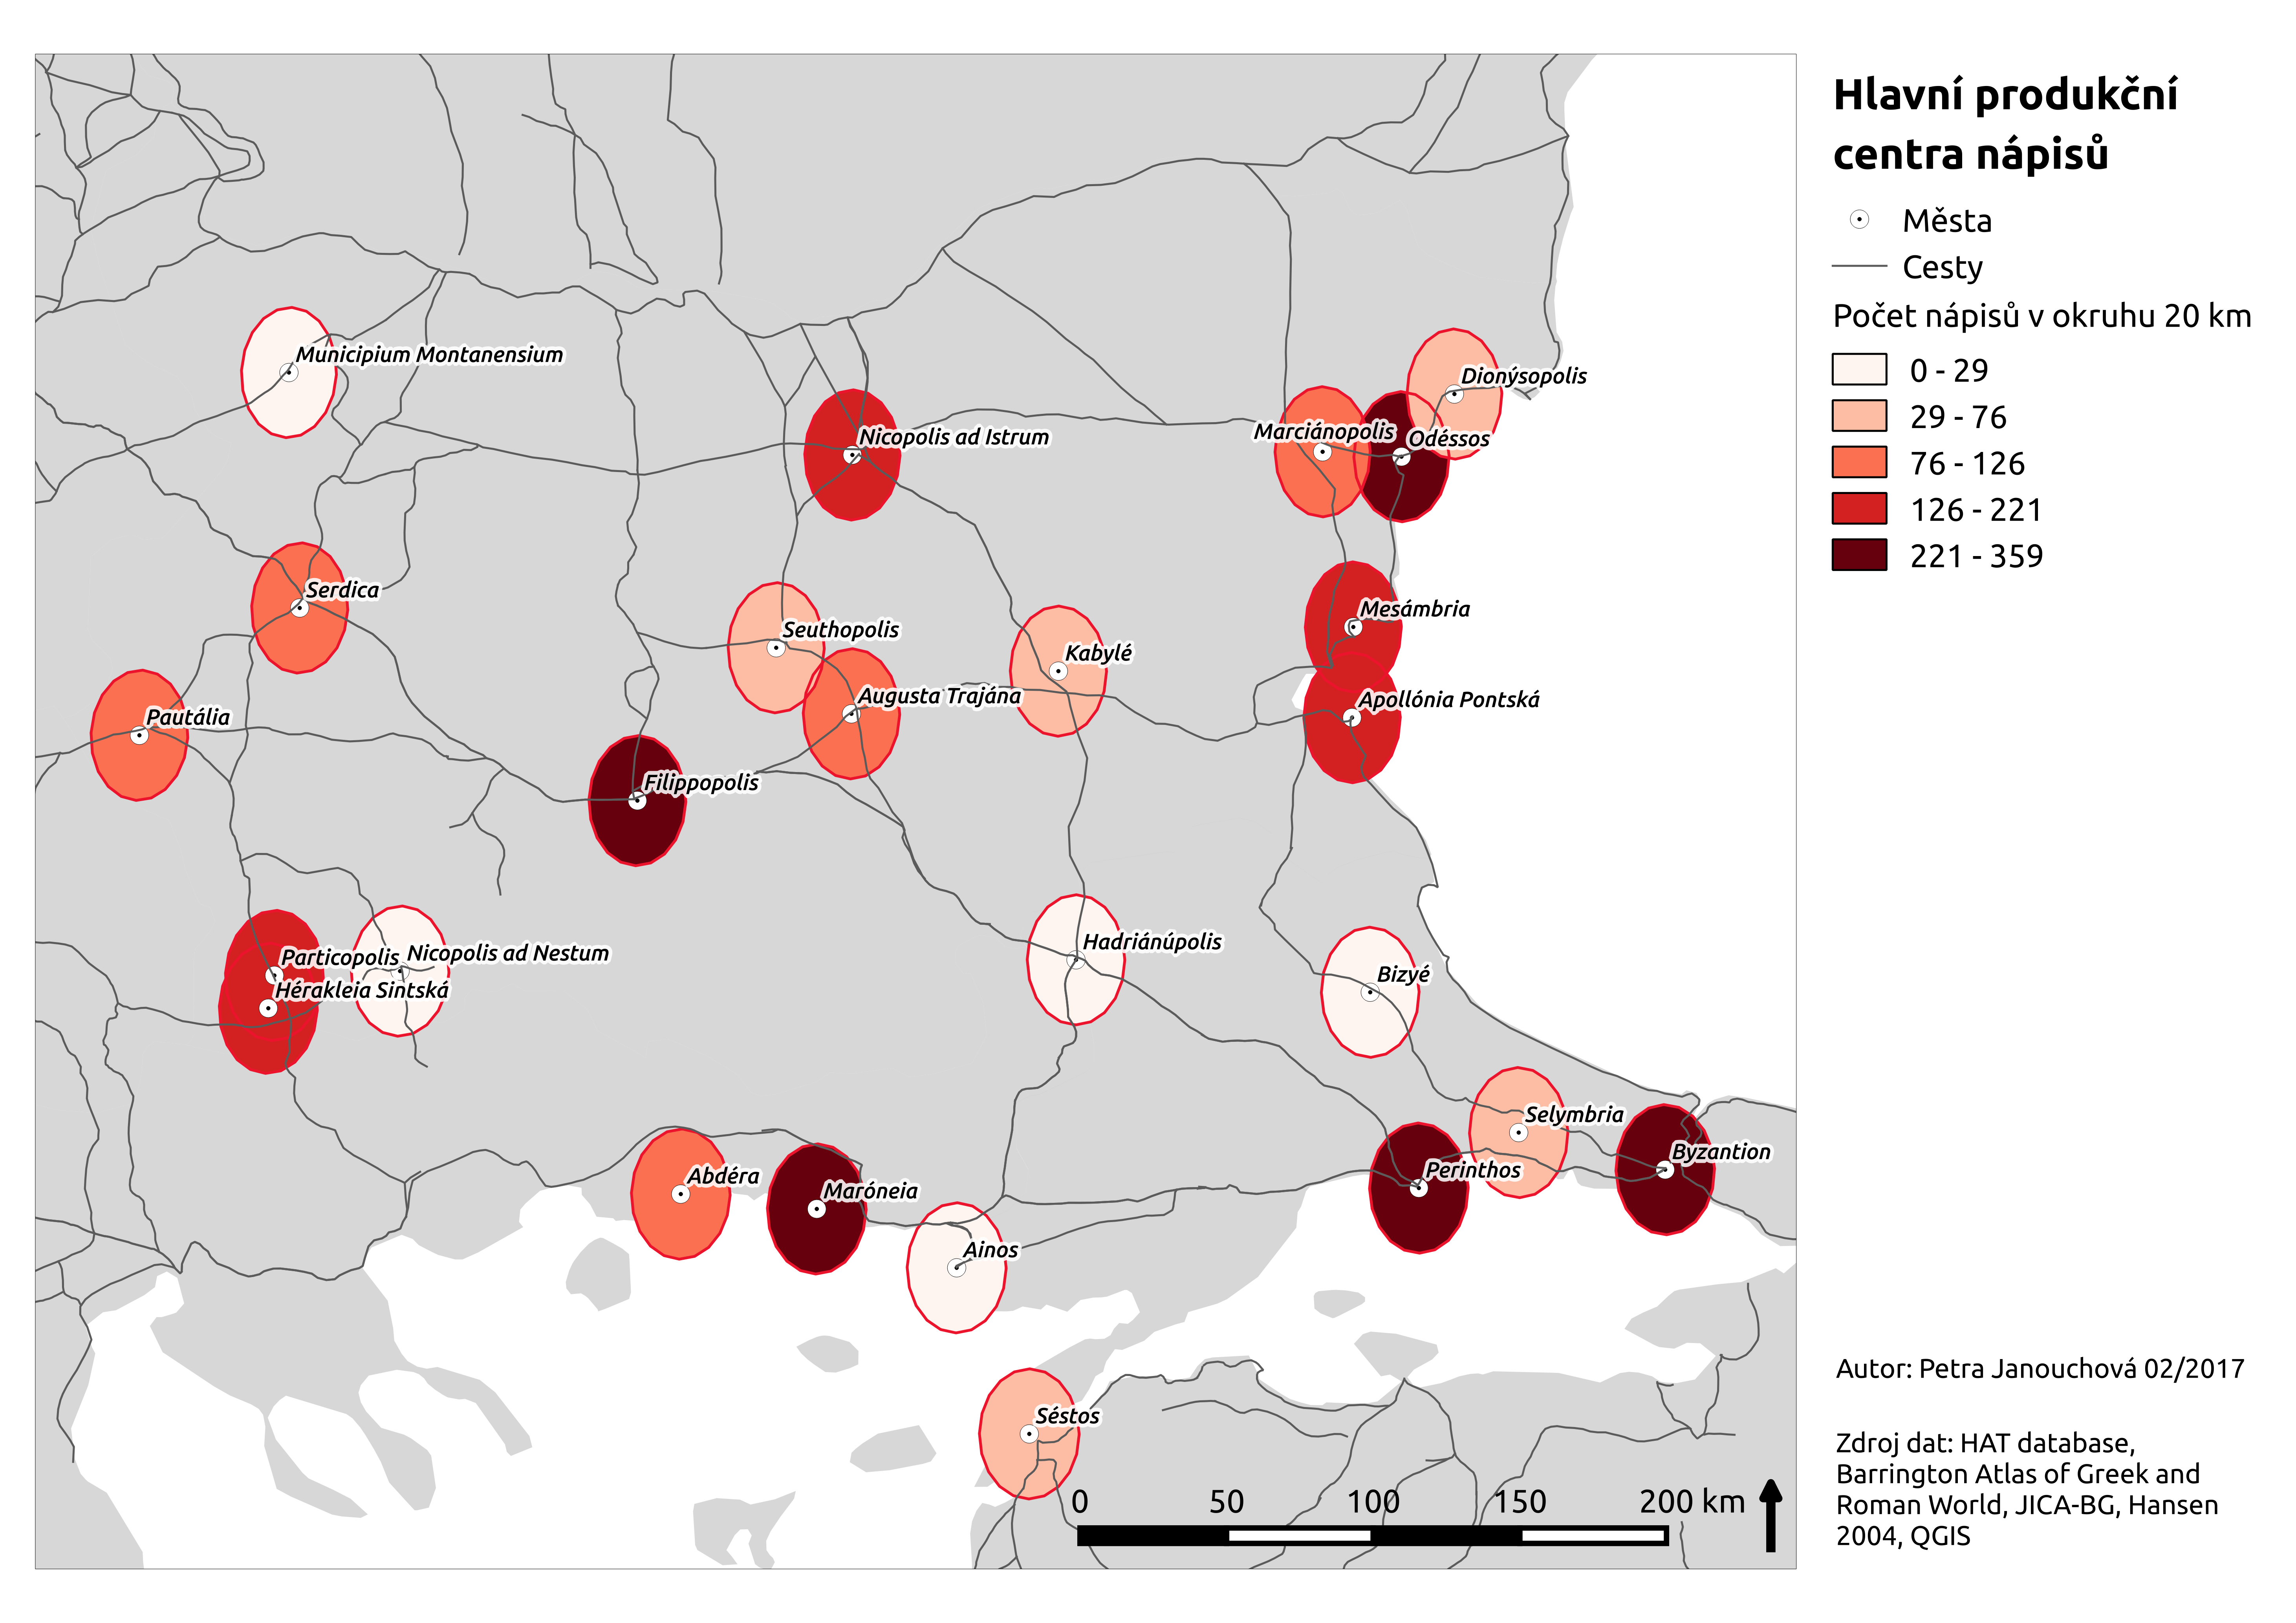 Hlavní produkční
centra nápisů
Města
Cesty
Počet nápisů v okruhu 20 km
0 - 29
29 - 76
76 - 126
126 - 221
221 - 359
Municipium Montanensium
Dionýsopolis
Nicopolis ad Istrum
Marciánopolis
Odéssos
Serdica
Mesámbria
Seuthopolis
Kabylé
Augusta Trajána
Apollónia Pontská
Pautália
Filippopolis
Hadriánúpolis
Particopolis
Nicopolis ad Nestum
Bizyé
Hérakleia Sintská
Selymbria
Byzantion
Perinthos
Abdéra
Maróneia
Ainos
Séstos
0 50 100 150 200 km
Autor: Petra Janouchová 02/2017
Zdroj dat: HAT database,
Barrington Atlas of Greek and
Roman World, JICA-BG, Hansen
2004, QGIS